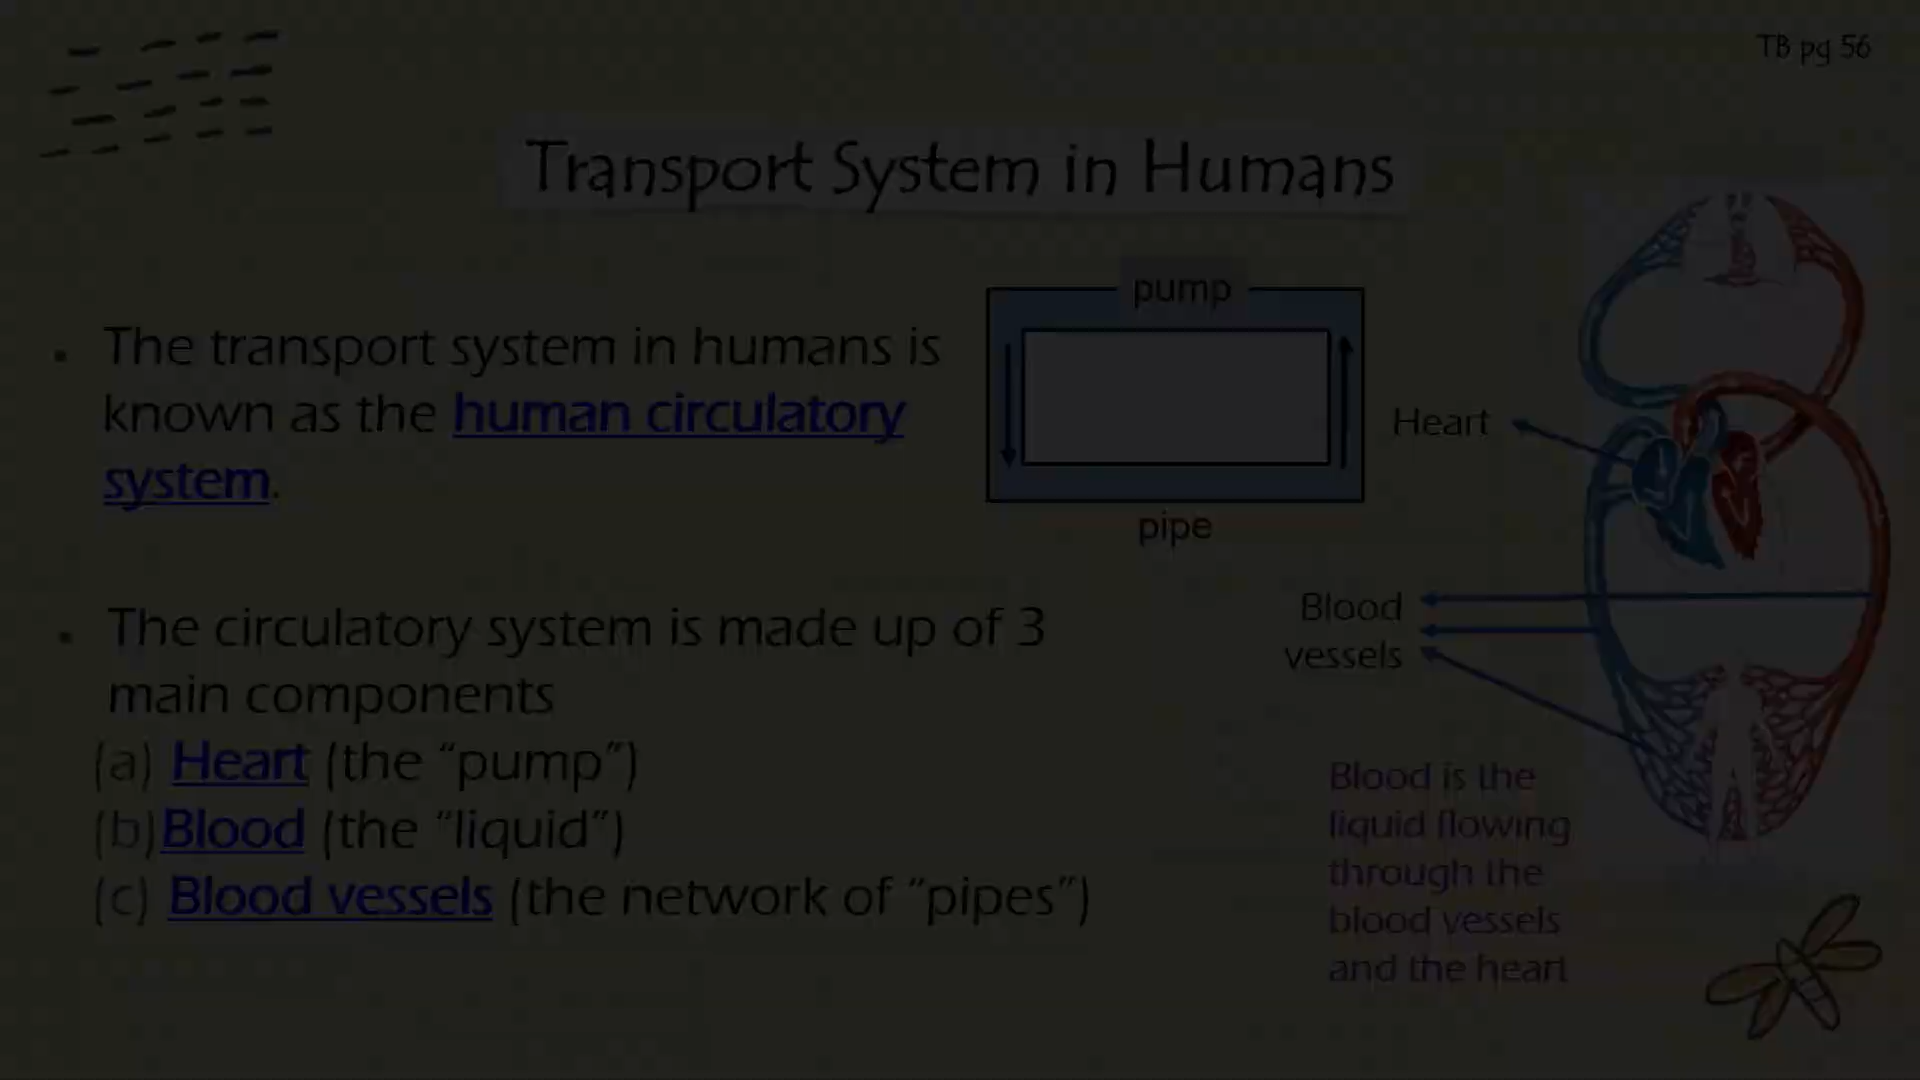 TB pg 56
Transport System in Humans
▪ The transport system in humans is
known as the human circulatory
system.
pump
pipe
Heart
▪ The circulatory system is made up of 3
main components
(a) Heart (the “pump”)
(b)Blood (the “liquid”)
(c) Blood vessels (the network of “pipes”)
Blood
vessels
Blood is the
liquid flowing
through the
blood vessels
and the heart